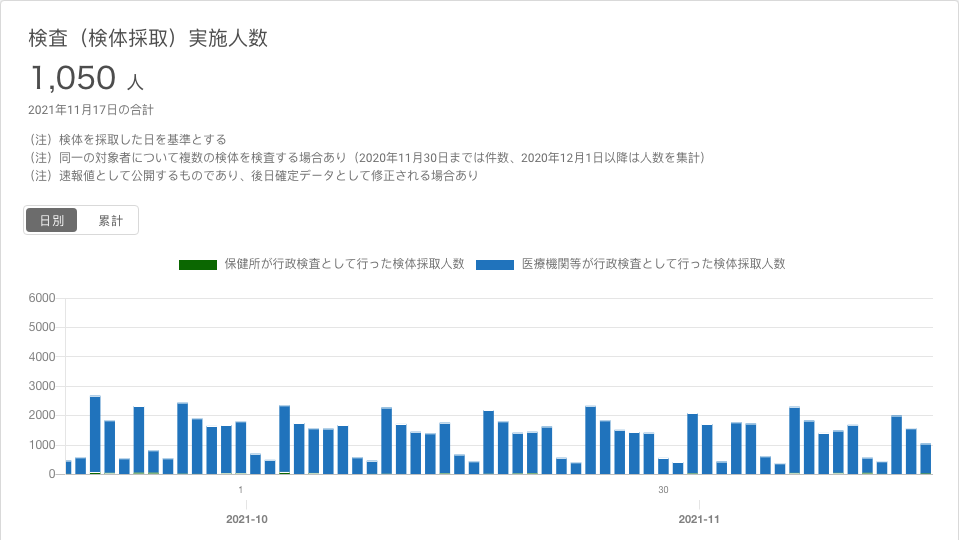 検査（検体採取）実施人数
1,050 人
2021年11月17日の合計
（注）検体を採取した日を基準とする
（注）同一の対象者について複数の検体を検査する場合あり（2020年11月30日までは件数、2020年12月1日以降は人数を集計）
（注）速報値として公開するものであり、後日確定データとして修正される場合あり
日別 累計
保健所が行政検査として行った検体採取人数 医療機関等が行政検査として行った検体採取人数
6000
5000
4000
3000
2000
1000
0
1 30
2021-10 2021-11